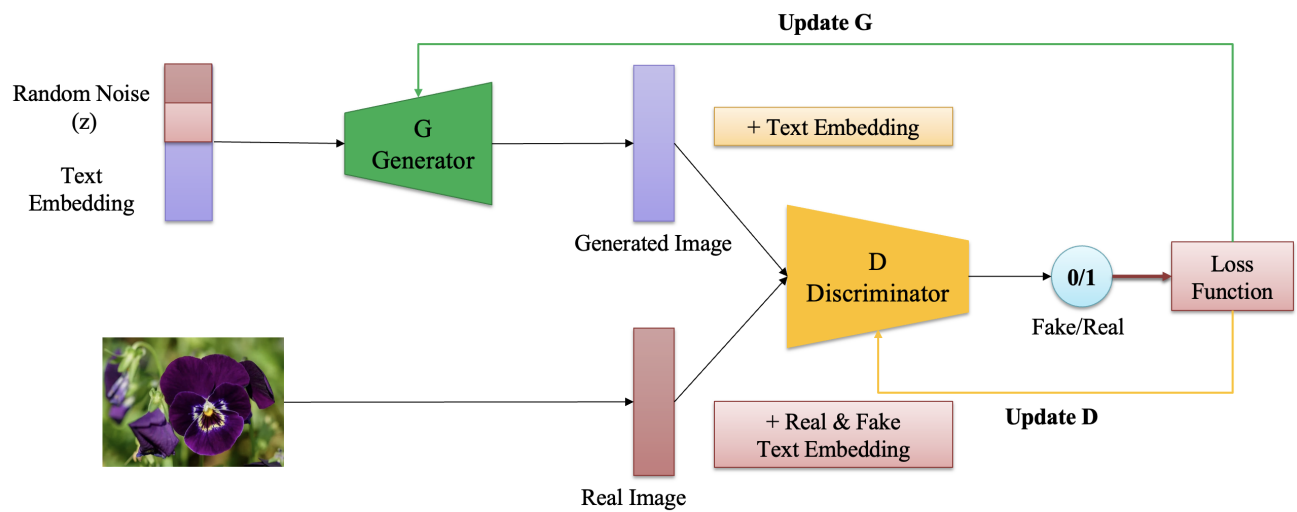 Update G
Random Noise
(z)
Text
Embedding
G
Generator
+ Text Embedding
Generated Image
D
Discriminator
0/1
Fake/Real
Loss
Function
Update D
+ Real & Fake
Text Embedding
Real Image